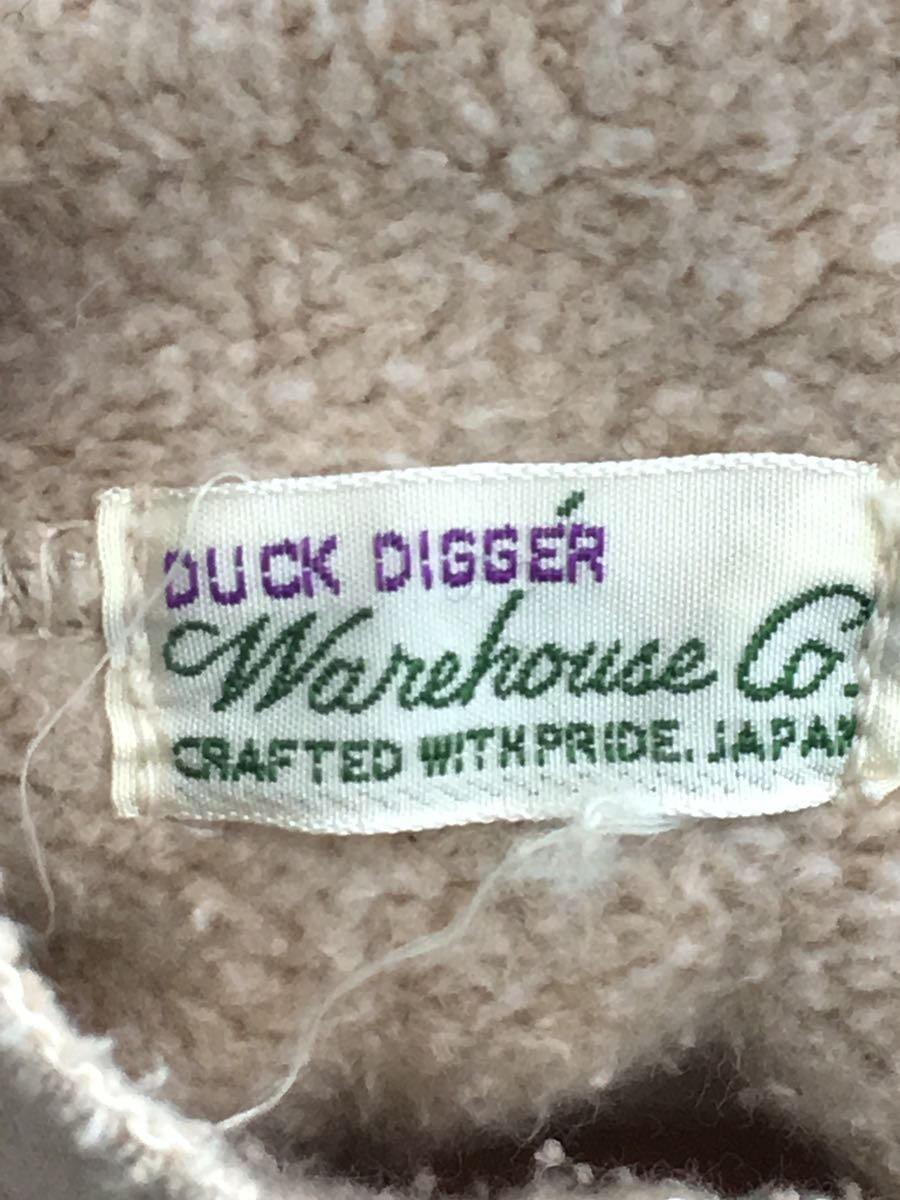 DUCK DIGGER
Warehouse Co.
CRAFTED WITH PRIDE. JAPAN